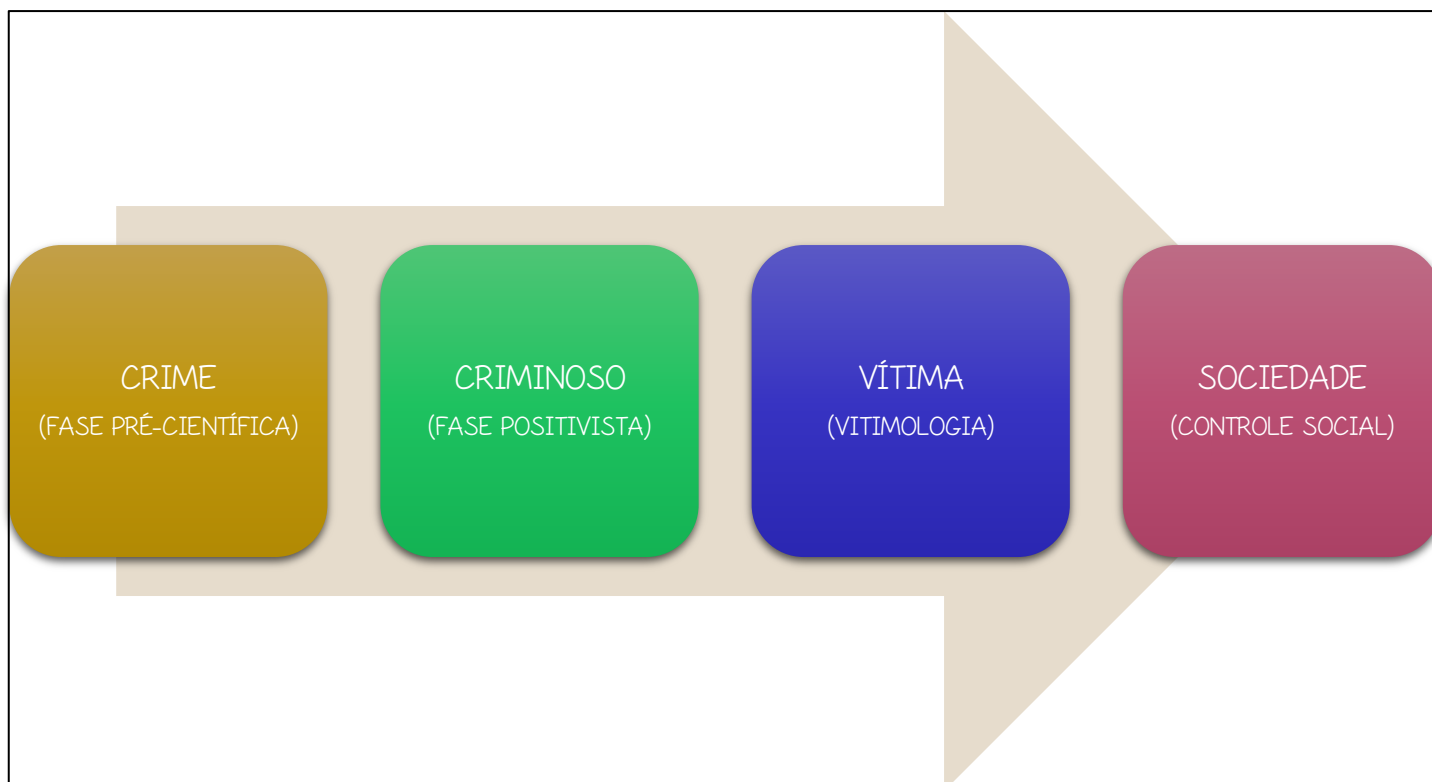 CRIME
(FASE PRÉ-CIENTÍFICA)
CRIMINOSO
(FASE POSITIVISTA)
VÍTIMA
(VITIMOLOGIA)
SOCIEDADE
(CONTROLE SOCIAL)